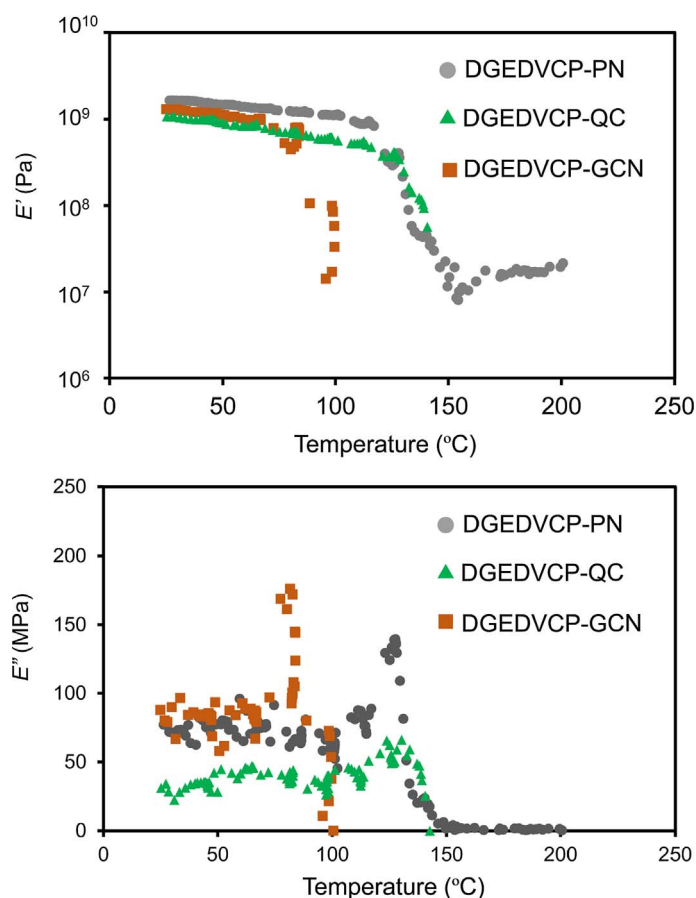 10¹⁰
10⁹
10⁸
10⁷
10⁶
E' (Pa)
DGEDVCP-PN
DGEDVCP-QC
DGEDVCP-GCN
0 50 100 150 200 250
Temperature (°C)
250
200
150
100
50
0
E" (MPa)
DGEDVCP-PN
DGEDVCP-QC
DGEDVCP-GCN
0 50 100 150 200 250
Temperature (°C)